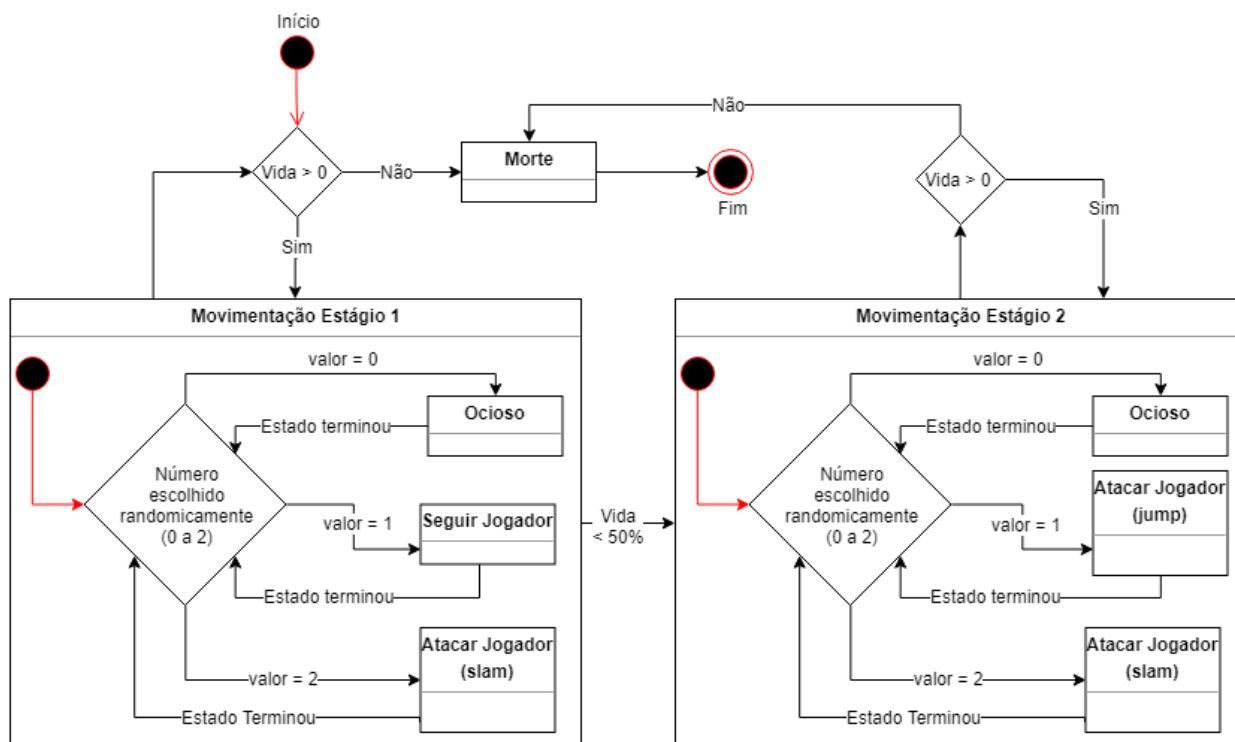 Início
Não
Vida > 0
Não
Morte
Fim
Vida > 0
Sim
Sim
Movimentação Estágio 1
valor = 0
Ocioso
Estado terminou
Número
escolhido
randomicamente
(0 a 2)
valor = 1
Seguir Jogador
Estado terminou
Atacar Jogador
(slam)
valor = 2
Estado Terminou
Vida
< 50%
Movimentação Estágio 2
valor = 0
Ocioso
Estado terminou
Número
escolhido
randomicamente
(0 a 2)
valor = 1
Atacar Jogador
(jump)
Estado terminou
Atacar Jogador
(slam)
valor = 2
Estado Terminou